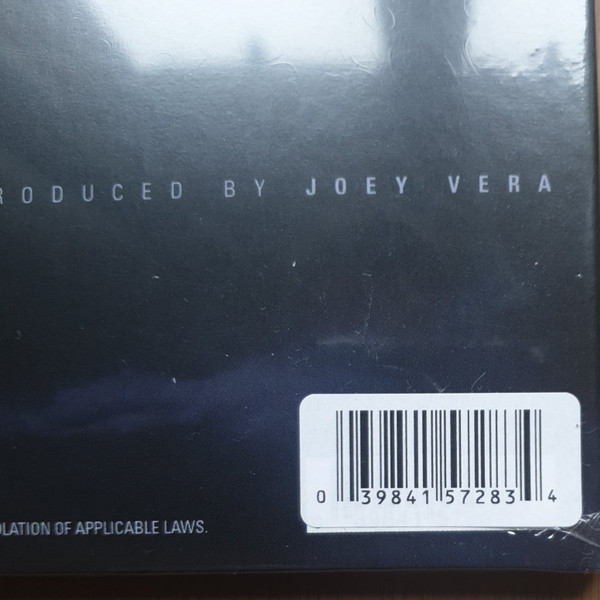 RODUCED BY JOEY VERA
0 39841 57283 4
OLATION OF APPLICABLE LAWS.